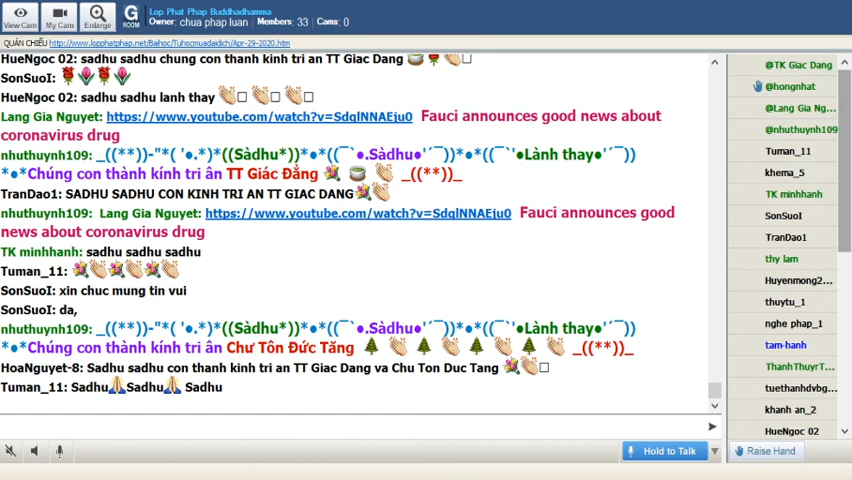 Lop Phat Phap Buddhadhamma
Owner: chua phap luan Members: 33 Cams: 0
View Cam
My Cam
Enlarge
G
ROOM
QUÁN CHIẾU http://www.lopphatphap.net/Baihoc/Tuhocmuadaidich/Apr-29-2020.htm
HueNgoc 02: sadhu sadhu chung con thanh kinh tri an TT Giac Dang
SonSuoI:
HueNgoc 02: sadhu sadhu lanh thay
Lang Gia Nguyet: https://www.youtube.com/watch?v=SdqlNNAEju0 Fauci announces good news about
coronavirus drug
nhuthuynh109: _((**))-"*( '●.*)*((Sàdhu*))*●*((¯`●.Sàdhu●'´¯))*●*((¯`'●Lành thay●'´¯))
*●*Chúng con thành kính tri ân TT Giác Đẳng _((**))_
TranDao1: SADHU SADHU CON KINH TRI AN TT GIAC DANG
nhuthuynh109: Lang Gia Nguyet: https://www.youtube.com/watch?v=SdqlNNAEju0 Fauci announces good
news about coronavirus drug
TK minhhanh: sadhu sadhu sadhu
Tuman_11:
SonSuoI: xin chuc mung tin vui
SonSuoI: da,
nhuthuynh109: _((**))-"*( '●.*)*((Sàdhu*))*●*((¯`●.Sàdhu●'´¯))*●*((¯`'●Lành thay●'´¯))
*●*Chúng con thành kính tri ân Chư Tôn Đức Tăng _((**))_
HoaNguyet-8: Sadhu sadhu con thanh kinh tri an TT Giac Dang va Chu Ton Duc Tang
Tuman_11: Sadhu Sadhu Sadhu
Hold to Talk
@TK Giac Dang
@hongnhat
@Lang Gia Ng...
@nhuthuynh109
Tuman_11
khema_5
TK minhhanh
SonSuoI
TranDao1
thy lam
Huyenmong2...
thuytu_1
nghe phap_1
tam-hanh
ThanhThuyrT...
tuethanhdvbg...
khanh an_2
HueNgoc 02
Raise Hand